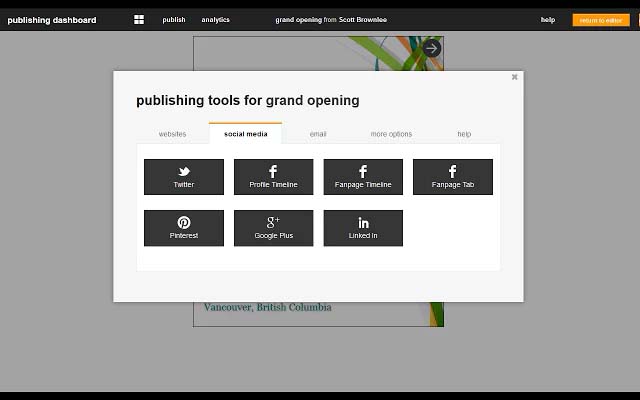 publishing dashboard publish analytics grand opening from Scott Brownlee help return to editor
publishing tools for grand opening
websites social media email more options help
Twitter Profile Timeline Fanpage Timeline Fanpage Tab
Pinterest Google Plus Linked In
Vancouver, British Columbia